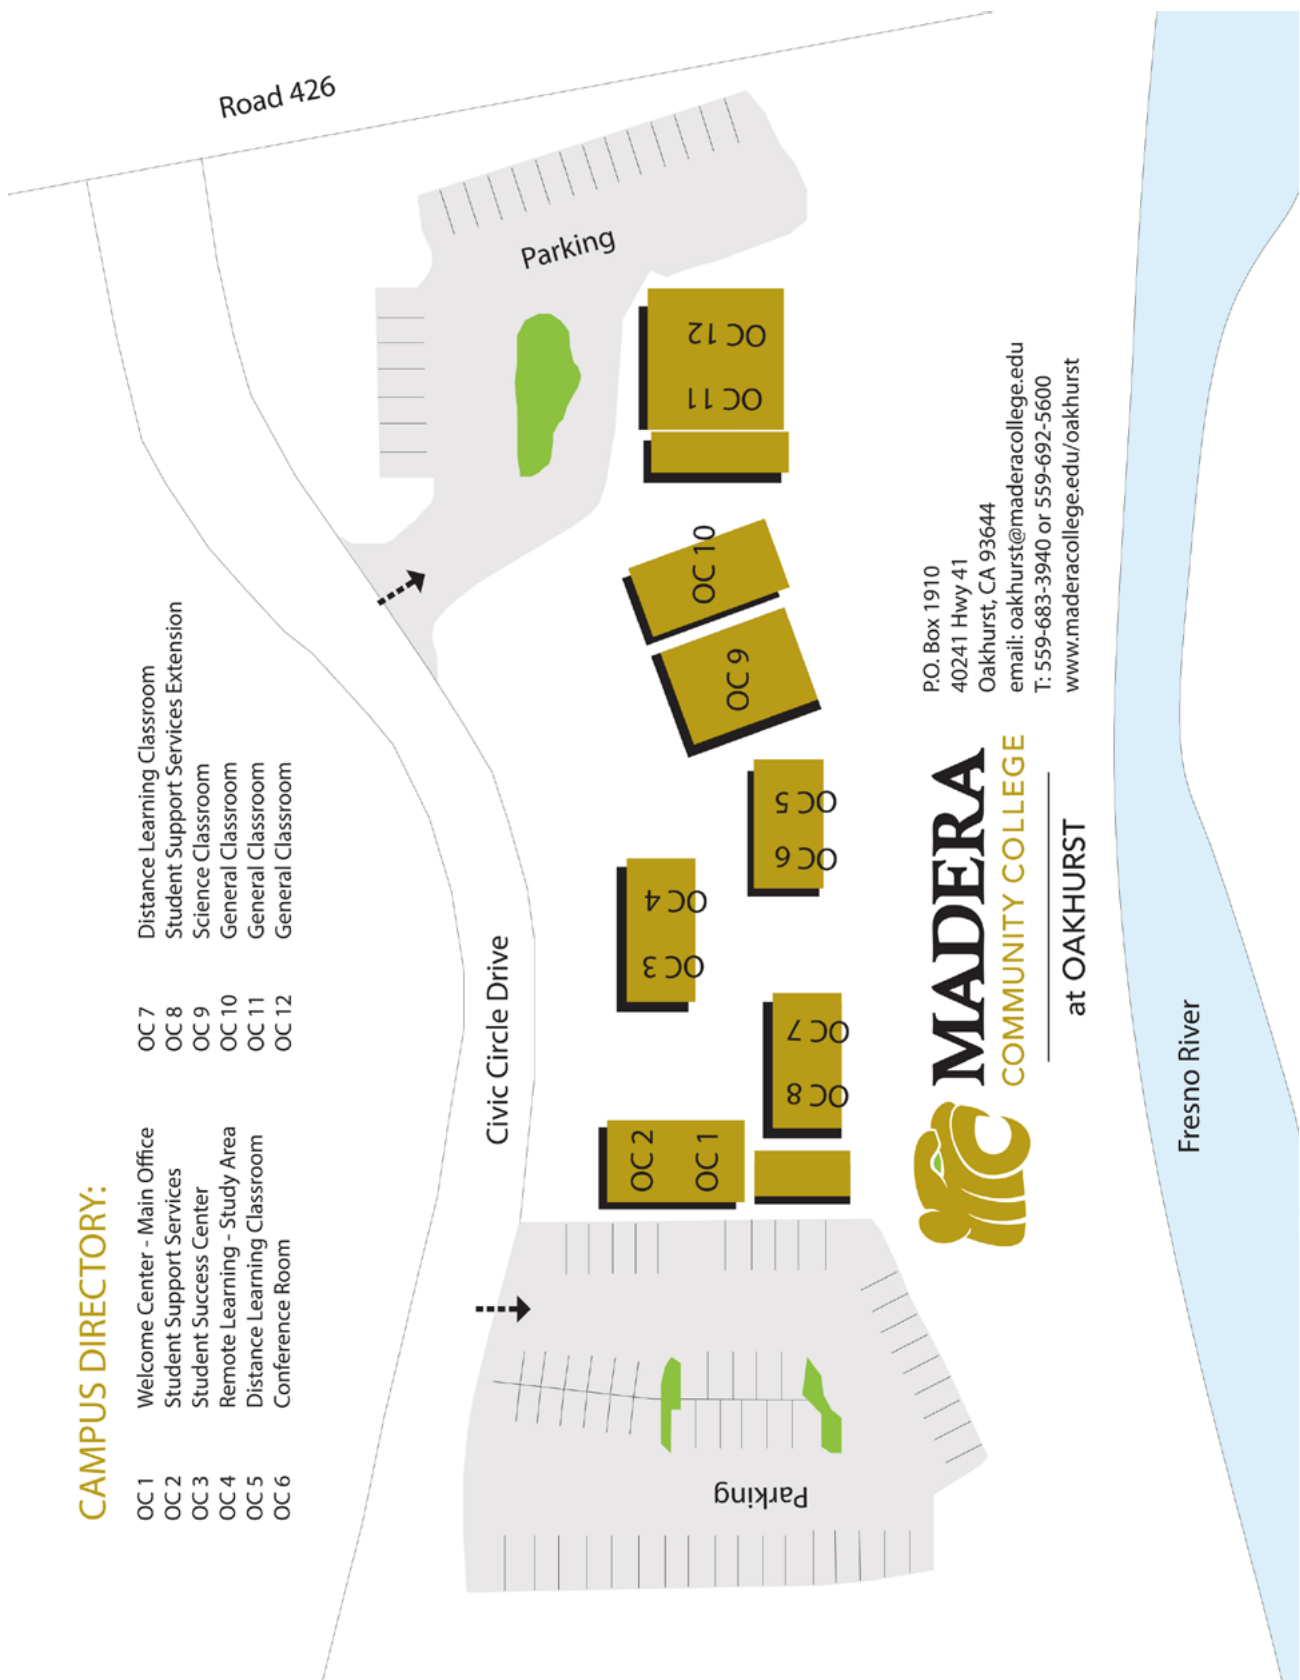 CAMPUS DIRECTORY:
OC 1 Welcome Center - Main Office
OC 2 Student Support Services
OC 3 Student Success Center
OC 4 Remote Learning - Study Area
OC 5 Distance Learning Classroom
OC 6 Conference Room
OC 7 Distance Learning Classroom
OC 8 Student Support Services Extension
OC 9 Science Classroom
OC 10 General Classroom
OC 11 General Classroom
OC 12 General Classroom
Road 426
Civic Circle Drive
Parking
Parking
OC 2
OC 1
OC 8
OC 7
OC 3
OC 4
OC 6
OC 5
OC 9
OC 10
OC 11
OC 12
MADERA
COMMUNITY COLLEGE
at OAKHURST
P.O. Box 1910
40241 Hwy 41
Oakhurst, CA 93644
email: oakhurst@maderacollege.edu
T: 559-683-3940 or 559-692-5600
www.maderacollege.edu/oakhurst
Fresno River